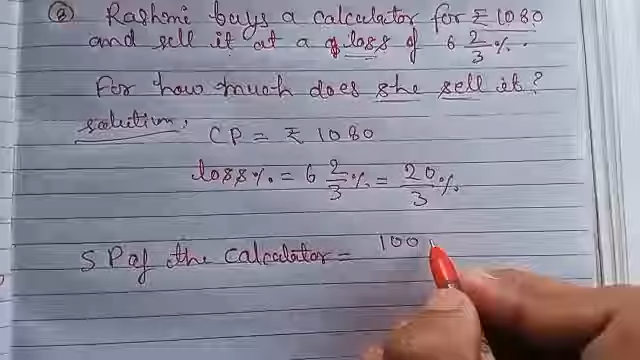 (a) Rashmi buys a calculator for ₹ 1080
and sell it at a loss of 6 2/3 %.
For how much does she sell it?
solution,
CP = ₹ 1080
loss% = 6 2/3 % = 20/3 %
SP of the calculator = 100